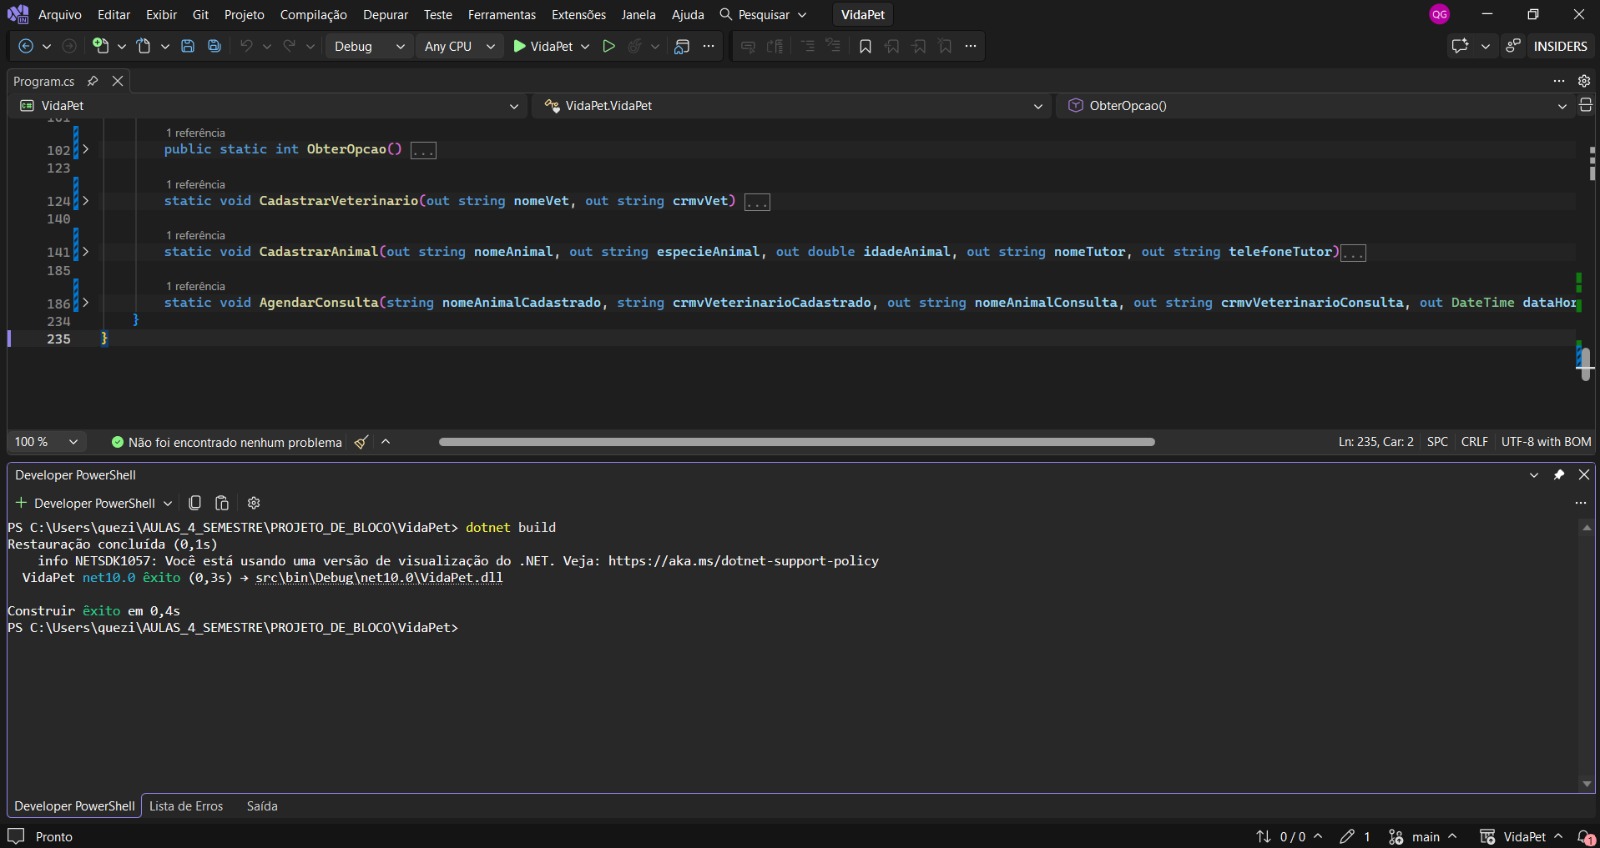 Arquivo Editar Exibir Git Projeto Compilação Depurar Teste Ferramentas Extensões Janela Ajuda Pesquisar VidaPet QG
Debug Any CPU VidaPet INSIDERS
Program.cs
VidaPet VidaPet.VidaPet ObterOpcao()
101
1 referência
102 public static int ObterOpcao() ...
123
1 referência
124 static void CadastrarVeterinario(out string nomeVet, out string crmvVet) ...
140
1 referência
141 static void CadastrarAnimal(out string nomeAnimal, out string especieAnimal, out double idadeAnimal, out string nomeTutor, out string telefoneTutor)...
185
1 referência
186 static void AgendarConsulta(string nomeAnimalCadastrado, string crmvVeterinarioCadastrado, out string nomeAnimalConsulta, out string crmvVeterinarioConsulta, out DateTime dataHor
234 }
235 }
100 % Não foi encontrado nenhum problema Ln: 235, Car: 2 SPC CRLF UTF-8 with BOM
Developer PowerShell
Developer PowerShell
PS C:\Users\quezi\AULAS_4_SEMESTRE\PROJETO_DE_BLOCO\VidaPet> dotnet build
Restauração concluída (0,1s)
info NETSDK1057: Você está usando uma versão de visualização do .NET. Veja: https://aka.ms/dotnet-support-policy
VidaPet net10.0 êxito (0,3s) → src\bin\Debug\net10.0\VidaPet.dll
Construir êxito em 0,4s
PS C:\Users\quezi\AULAS_4_SEMESTRE\PROJETO_DE_BLOCO\VidaPet>
Developer PowerShell Lista de Erros Saída
Pronto 0 / 0 1 main VidaPet 1